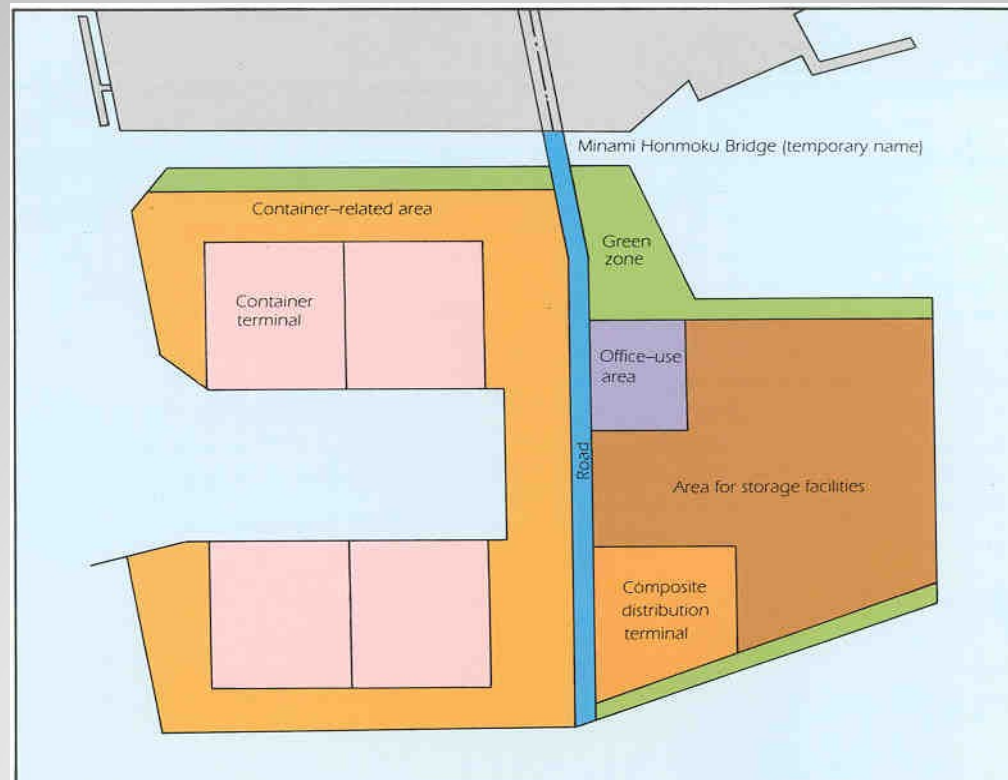 Minami Honmoku Bridge (temporary name)
Container–related area
Green
zone
Container
terminal
Office–use
area
Road
Area for storage facilities
Composite
distribution
terminal